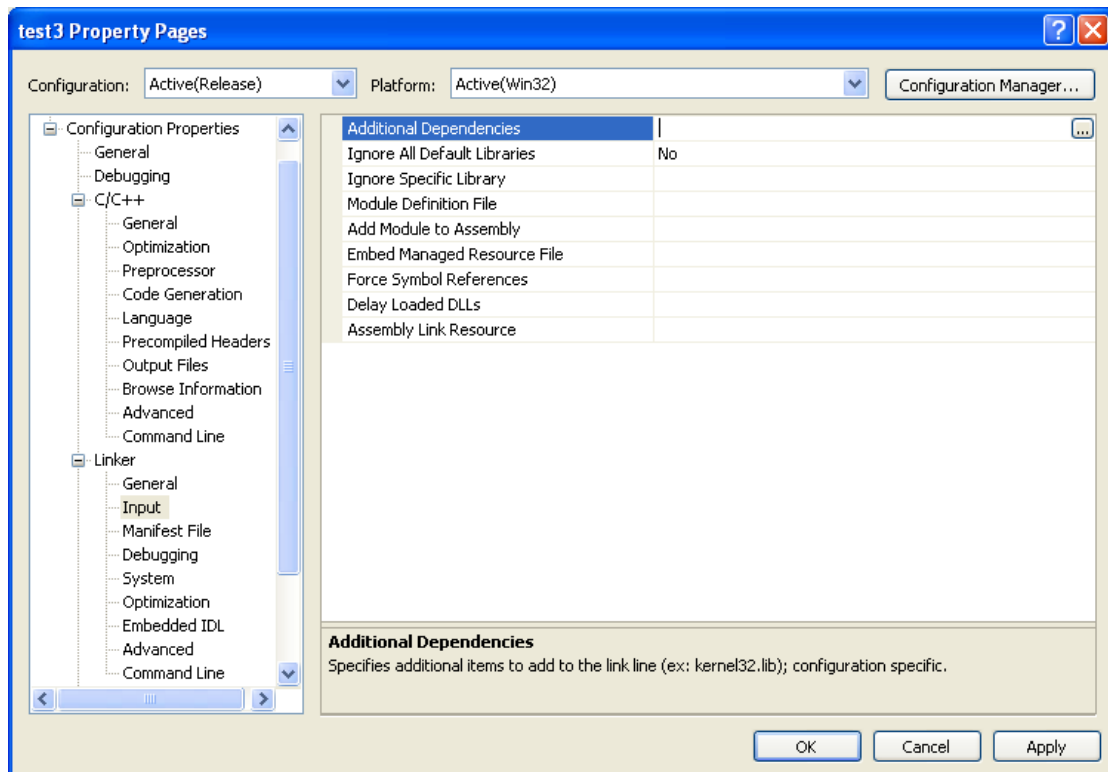 test3 Property Pages
Configuration: Active(Release) Platform: Active(Win32) Configuration Manager...
Configuration Properties
General
Debugging
C/C++
General
Optimization
Preprocessor
Code Generation
Language
Precompiled Headers
Output Files
Browse Information
Advanced
Command Line
Linker
General
Input
Manifest File
Debugging
System
Optimization
Embedded IDL
Advanced
Command Line
Additional Dependencies ...
Ignore All Default Libraries No
Ignore Specific Library
Module Definition File
Add Module to Assembly
Embed Managed Resource File
Force Symbol References
Delay Loaded DLLs
Assembly Link Resource
Additional Dependencies
Specifies additional items to add to the link line (ex: kernel32.lib); configuration specific.
OK Cancel Apply